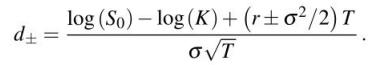 d± = (log(S₀) − log(K) + (r ± σ²/2) T) / (σ√T) .